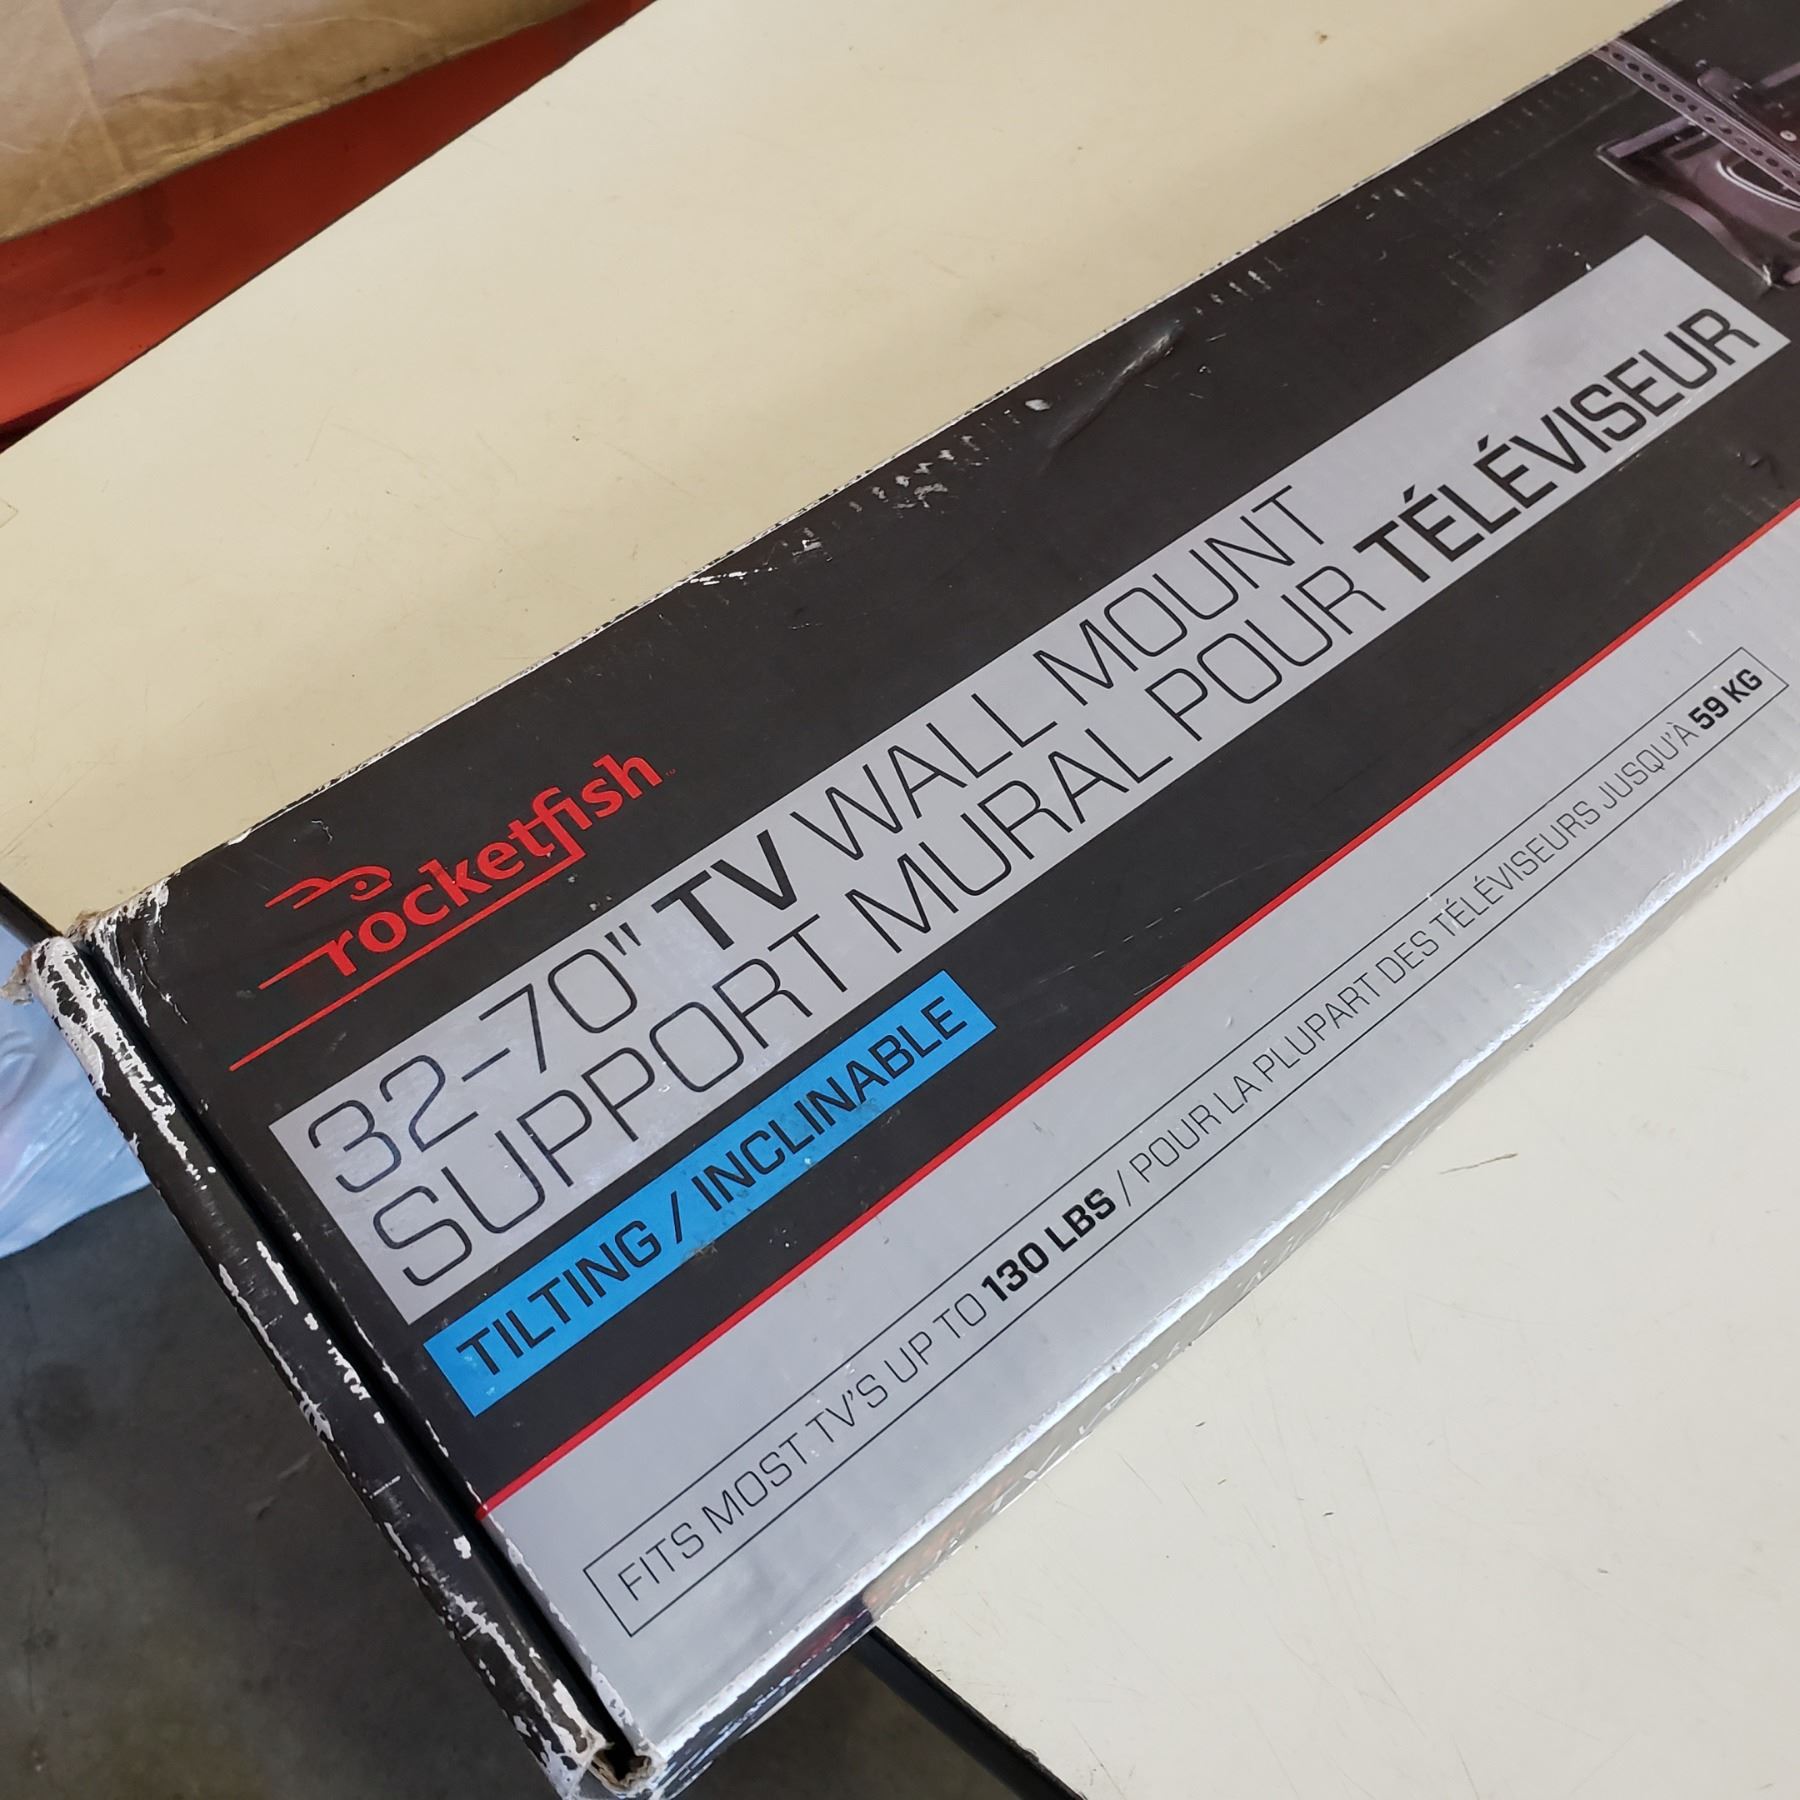 rocketfish™
32-70" TV WALL MOUNT
SUPPORT MURAL POUR TÉLÉVISEUR
TILTING / INCLINABLE
FITS MOST TV'S UP TO 130 LBS / POUR LA PLUPART DES TÉLÉVISEURS JUSQU'À 59 KG